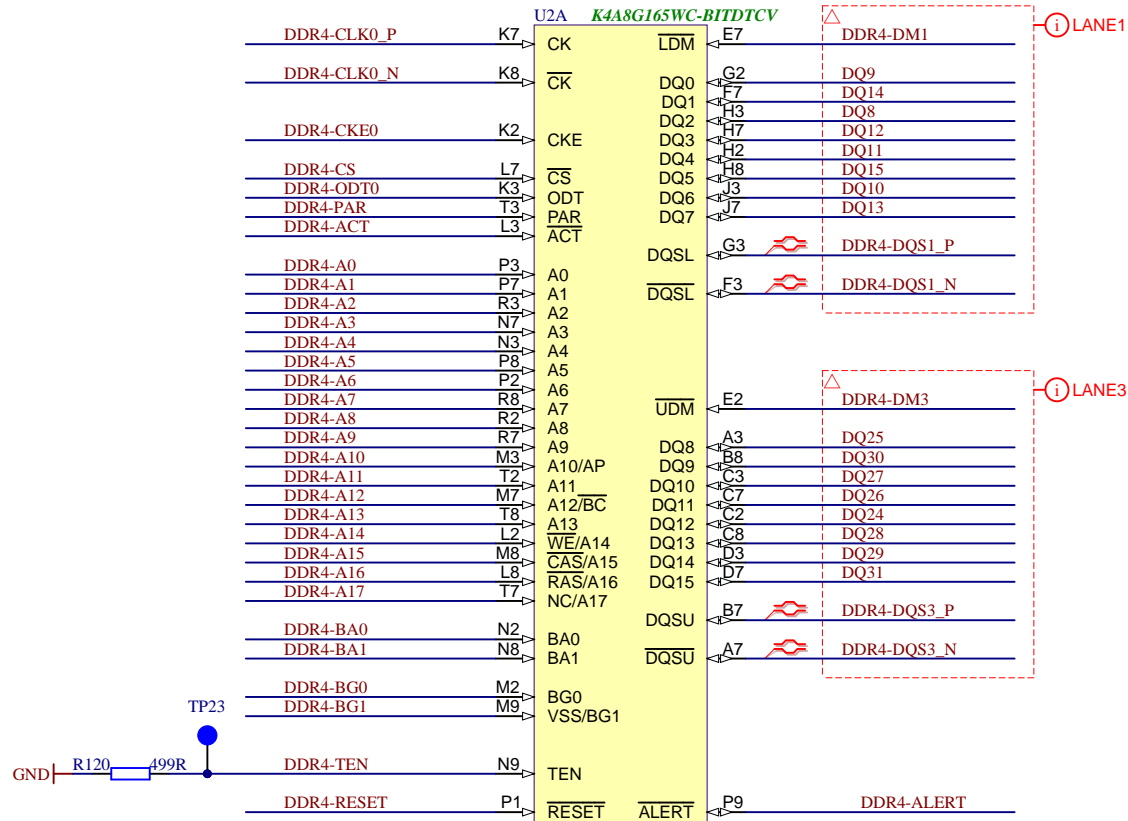 U2A K4A8G165WC-BITDTCV
DDR4-CLK0_P K7 CK LDM E7 DDR4-DM1 i LANE1
DDR4-CLK0_N K8 CK DQ0 G2 DQ9
DQ1 F7 DQ14
DQ2 H3 DQ8
DDR4-CKE0 K2 CKE DQ3 H7 DQ12
DQ4 H2 DQ11
DDR4-CS L7 CS DQ5 H8 DQ15
DDR4-ODT0 K3 ODT DQ6 J3 DQ10
DDR4-PAR T3 PAR DQ7 J7 DQ13
DDR4-ACT L3 ACT
DQSL G3 DDR4-DQS1_P
DDR4-A0 P3 A0
DDR4-A1 P7 A1 DQSL F3 DDR4-DQS1_N
DDR4-A2 R3 A2
DDR4-A3 N7 A3
DDR4-A4 N3 A4
DDR4-A5 P8 A5
DDR4-A6 P2 A6 i LANE3
DDR4-A7 R8 A7 UDM E2 DDR4-DM3
DDR4-A8 R2 A8
DDR4-A9 R7 A9 DQ8 A3 DQ25
DDR4-A10 M3 A10/AP DQ9 B8 DQ30
DDR4-A11 T2 A11 DQ10 C3 DQ27
DDR4-A12 M7 A12/BC DQ11 C7 DQ26
DDR4-A13 T8 A13 DQ12 C2 DQ24
DDR4-A14 L2 WE/A14 DQ13 C8 DQ28
DDR4-A15 M8 CAS/A15 DQ14 D3 DQ29
DDR4-A16 L8 RAS/A16 DQ15 D7 DQ31
DDR4-A17 T7 NC/A17
DQSU B7 DDR4-DQS3_P
DDR4-BA0 N2 BA0
DDR4-BA1 N8 BA1 DQSU A7 DDR4-DQS3_N
DDR4-BG0 M2 BG0
DDR4-BG1 M9 VSS/BG1
TP23
GND R120 499R DDR4-TEN N9 TEN
DDR4-RESET P1 RESET ALERT P9 DDR4-ALERT